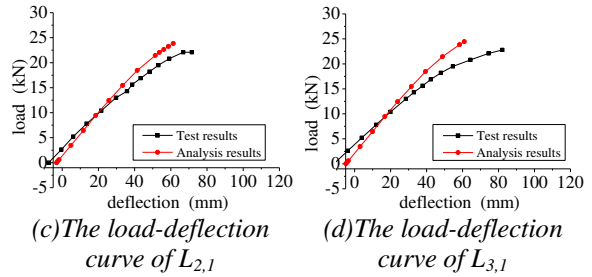 30
25
20
15
10
5
0
-5
load (kN)
Test results
Analysis results
0 20 40 60 80 100 120
deflection (mm)
(c)The load-deflection
curve of L2,1
30
25
20
15
10
5
0
-5
load (kN)
Test results
Analysis results
0 20 40 60 80 100 120
deflection (mm)
(d)The load-deflection
curve of L3,1